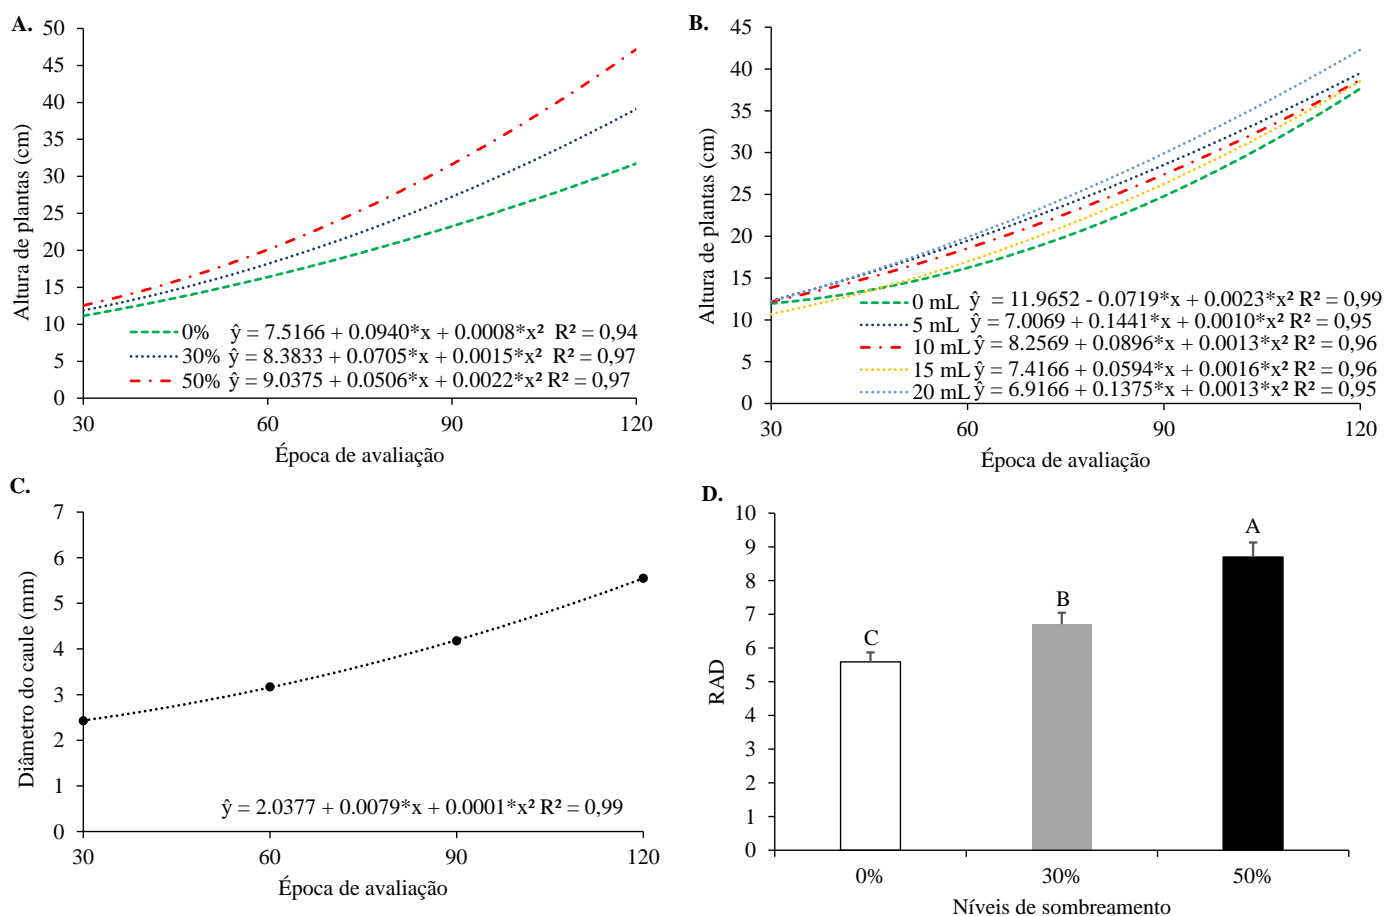 A.
50
45
40
35
30
25
20
15
10
5
0
Altura de plantas (cm)
0% ŷ = 7.5166 + 0.0940*x + 0.0008*x² R² = 0,94
30% ŷ = 8.3833 + 0.0705*x + 0.0015*x² R² = 0,97
50% ŷ = 9.0375 + 0.0506*x + 0.0022*x² R² = 0,97
30 60 90 120
Época de avaliação
B.
45
40
35
30
25
20
15
10
5
0
Altura de plantas (cm)
0 mL ŷ = 11.9652 - 0.0719*x + 0.0023*x² R² = 0,99
5 mL ŷ = 7.0069 + 0.1441*x + 0.0010*x² R² = 0,95
10 mL ŷ = 8.2569 + 0.0896*x + 0.0013*x² R² = 0,96
15 mL ŷ = 7.4166 + 0.0594*x + 0.0016*x² R² = 0,96
20 mL ŷ = 6.9166 + 0.1375*x + 0.0013*x² R² = 0,95
30 60 90 120
Época de avaliação
C.
7
6
5
4
3
2
1
0
Diâmetro do caule (mm)
ŷ = 2.0377 + 0.0079*x + 0.0001*x² R² = 0,99
30 60 90 120
Época de avaliação
D.
10
9
8
7
6
5
4
3
2
1
0
RAD
C
B
A
0% 30% 50%
Níveis de sombreamento